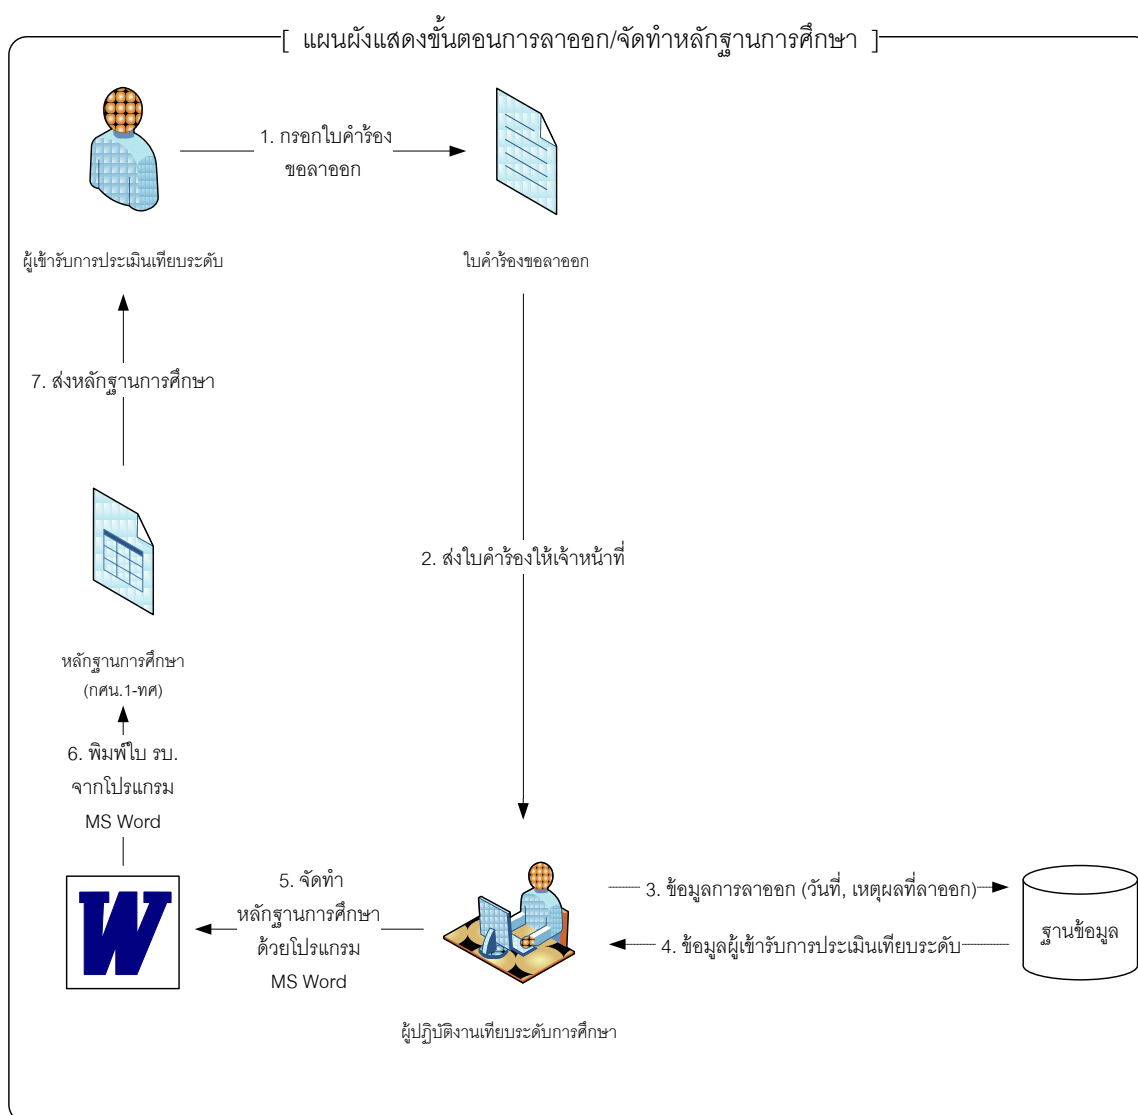 [ แผนผังแสดงขั้นตอนการลาออก/จัดทำหลักฐานการศึกษา ]
1. กรอกใบคำร้อง
ขอลาออก
ผู้เข้ารับการประเมินเทียบระดับ
ใบคำร้องขอลาออก
7. ส่งหลักฐานการศึกษา
2. ส่งใบคำร้องให้เจ้าหน้าที่
หลักฐานการศึกษา
(กศน.1-ทศ)
6. พิมพ์ใบ รบ.
จากโปรแกรม
MS Word
W
5. จัดทำ
หลักฐานการศึกษา
ด้วยโปรแกรม
MS Word
3. ข้อมูลการลาออก (วันที่, เหตุผลที่ลาออก)
4. ข้อมูลผู้เข้ารับการประเมินเทียบระดับ
ฐานข้อมูล
ผู้ปฏิบัติงานเทียบระดับการศึกษา